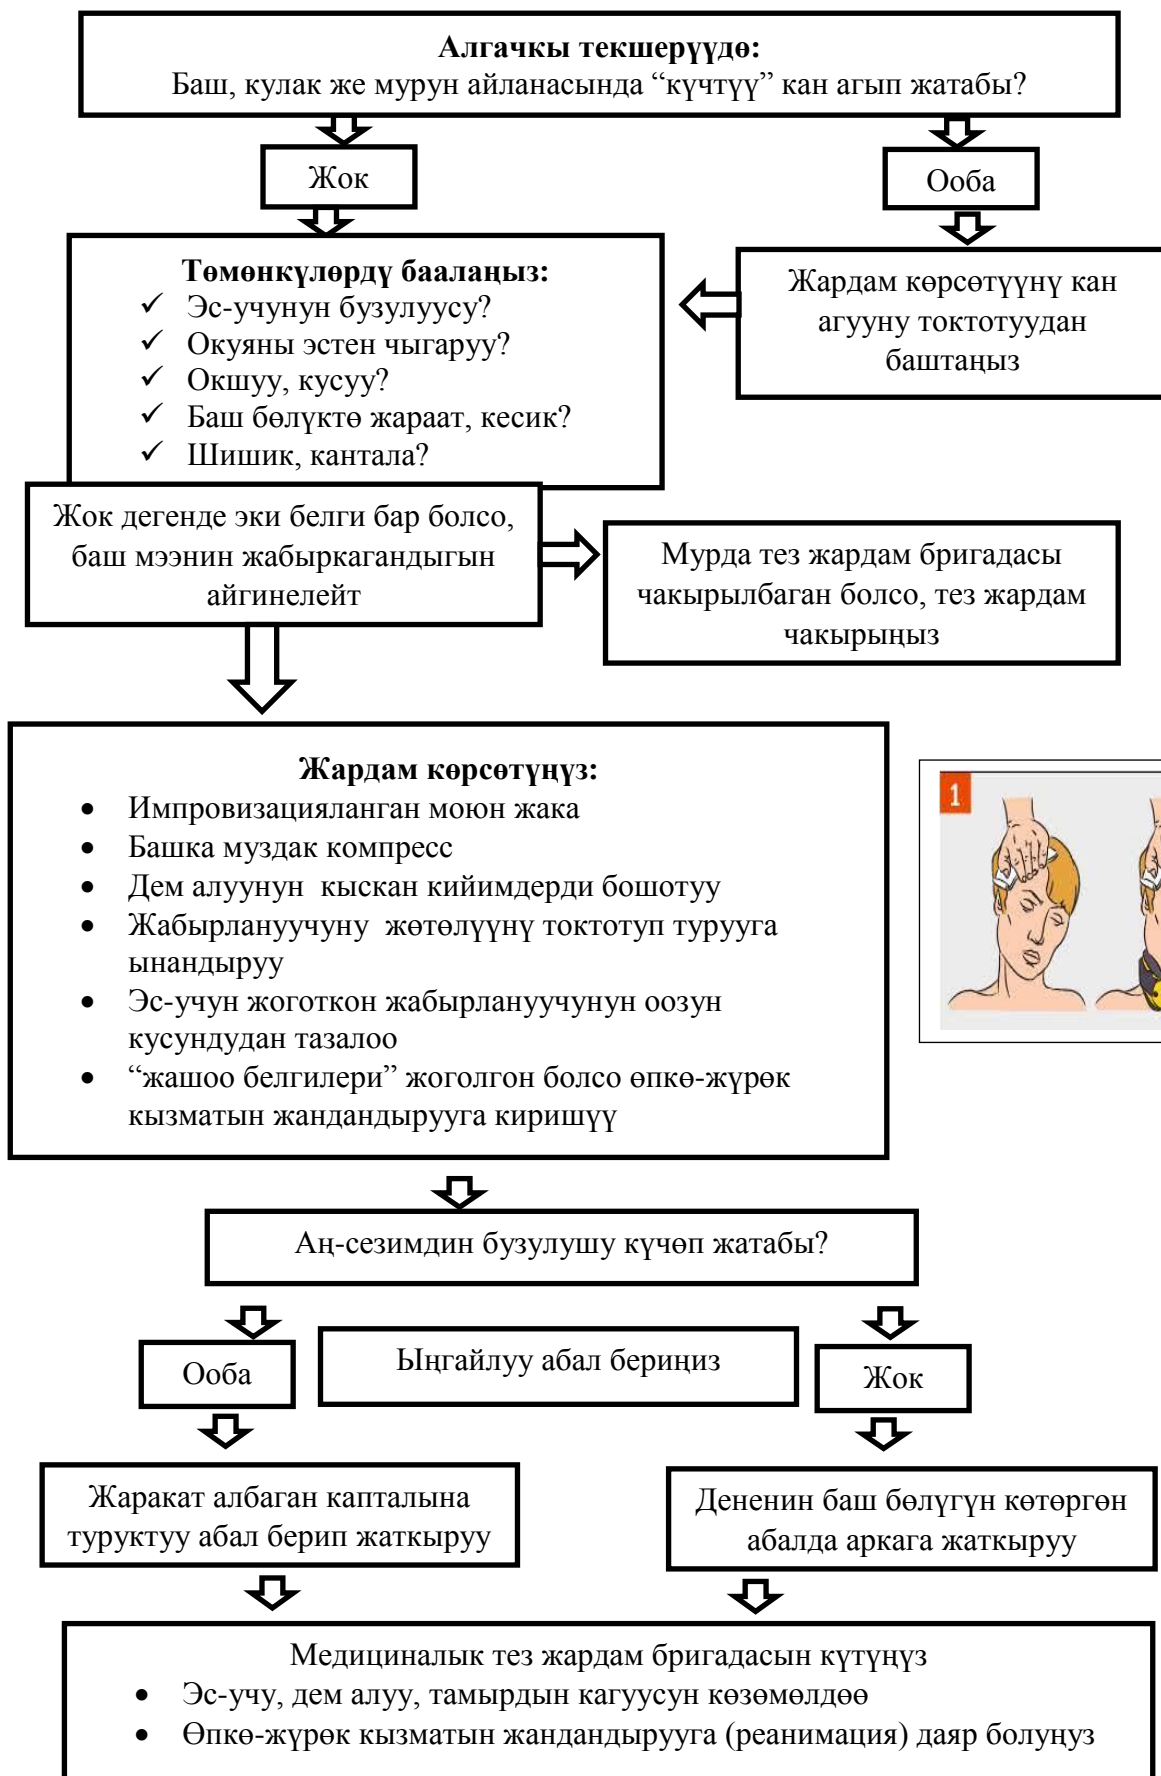 Алгачкы текшерүүдө:
Баш, кулак же мурун айланасында “күчтүү” кан агып жатабы?
Жок
Ооба
Төмөнкүлөрдү баалаңыз:
✓ Эс-учунун бузулуусу?
✓ Окуяны эстен чыгаруу?
✓ Окшуу, кусуу?
✓ Баш бөлүктө жараат, кесик?
✓ Шишик, кантала?
Жардам көрсөтүүнү кан
агууну токтотуудан
баштаңыз
Жок дегенде эки белги бар болсо,
баш мээнин жабыркагандыгын
айгинелейт
Мурда тез жардам бригадасы
чакырылбаган болсо, тез жардам
чакырыңыз
Жардам көрсөтүңүз:
• Импровизацияланган моюн жака
• Башка муздак компресс
• Дем алуунун кыскан кийимдерди бошотуу
• Жабырлануучуну жөтөлүүнү токтотуп турууга
ынандыруу
• Эс-учун жоготкон жабырлануучунун оозун
кусундудан тазалоо
• “жашоо белгилери” жоголгон болсо өпкө-жүрөк
кызматын жандандырууга киришүү
1
Аң-сезимдин бузулушу күчөп жатабы?
Ооба
Ыңгайлуу абал бериңиз
Жок
Жаракат албаган капталына
туруктуу абал берип жаткыруу
Дененин баш бөлүгүн көтөргөн
абалда аркага жаткыруу
Медициналык тез жардам бригадасын күтүңүз
• Эс-учу, дем алуу, тамырдын кагуусун көзөмөлдөө
• Өпкө-жүрөк кызматын жандандырууга (реанимация) даяр болуңуз